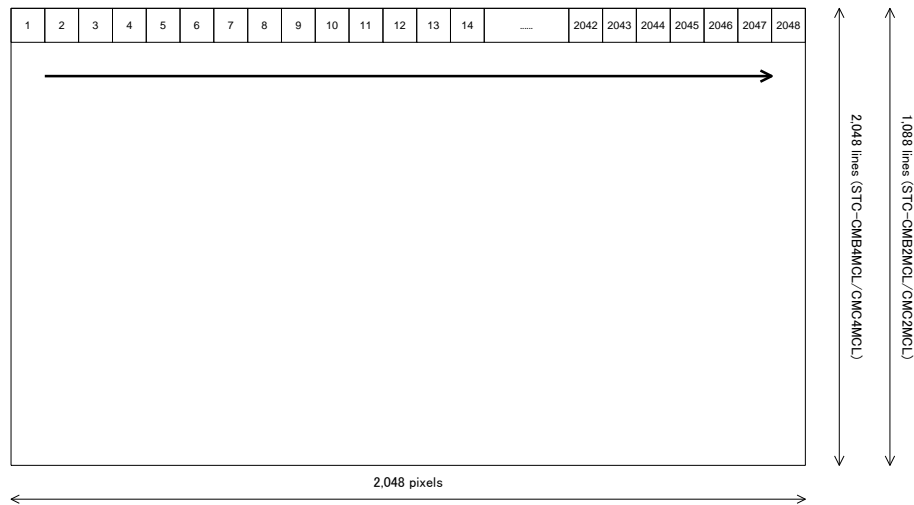 1 2 3 4 5 6 7 8 9 10 11 12 13 14 ...... 2042 2043 2044 2045 2046 2047 2048
2,048 lines (STC-CMB4MCL/CMC4MCL)
1,088 lines (STC-CMB2MCL/CMC2MCL)
2,048 pixels